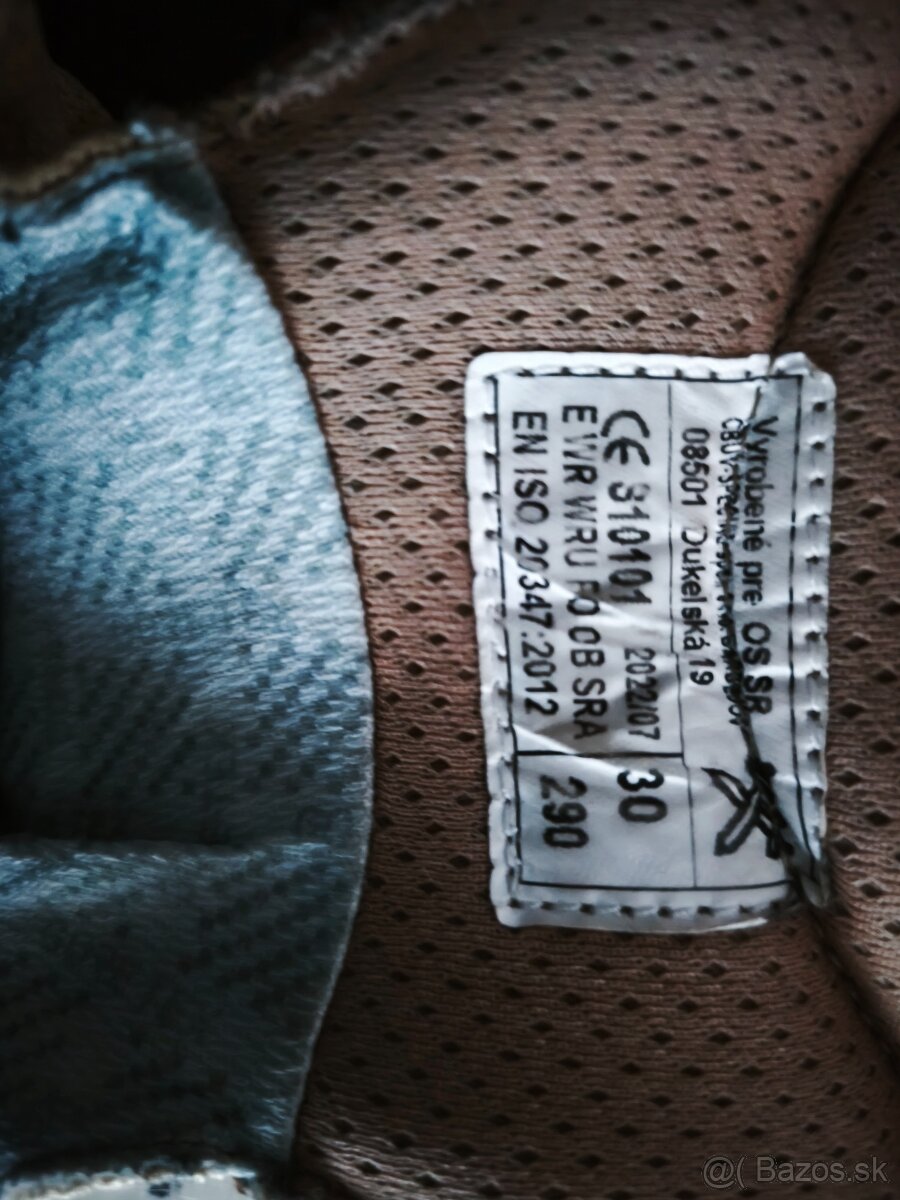 Vyrobené pre OS SR
08501 Dukelská 19
CE 310101 2022/07
30
E WR WRU FO OB SRA
EN ISO 20347:2012
290
@( Bazos.sk